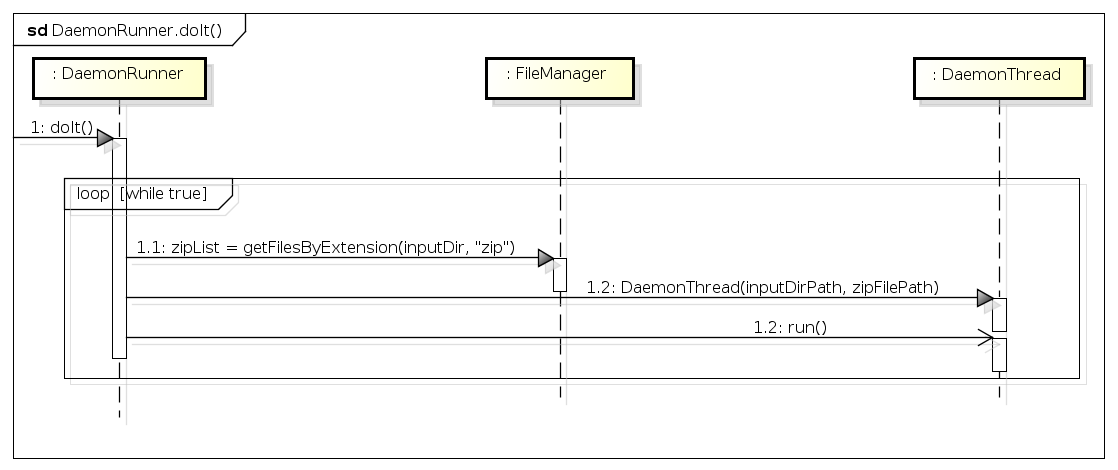 sd DaemonRunner.doIt()
: DaemonRunner
: FileManager
: DaemonThread
1: doIt()
loop [while true]
1.1: zipList = getFilesByExtension(inputDir, "zip")
1.2: DaemonThread(inputDirPath, zipFilePath)
1.2: run()